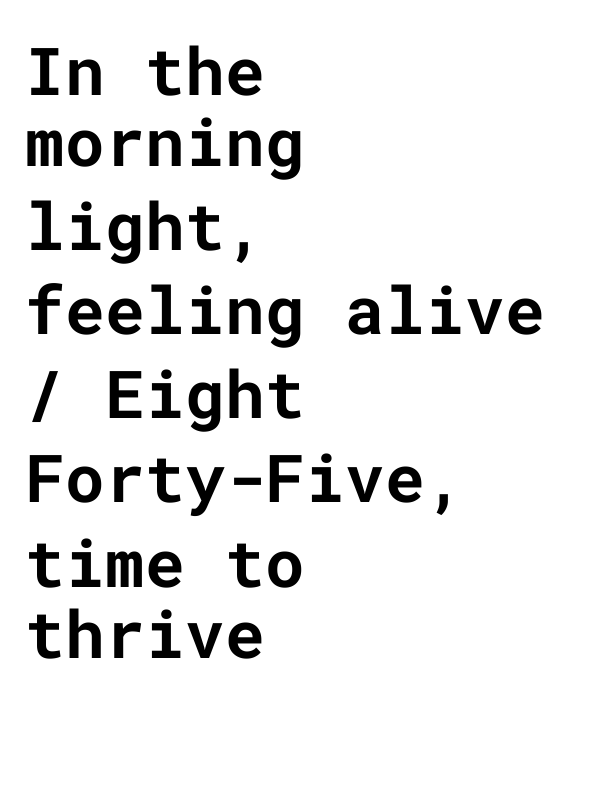 In the
morning
light,
feeling alive
/ Eight
Forty-Five,
time to
thrive